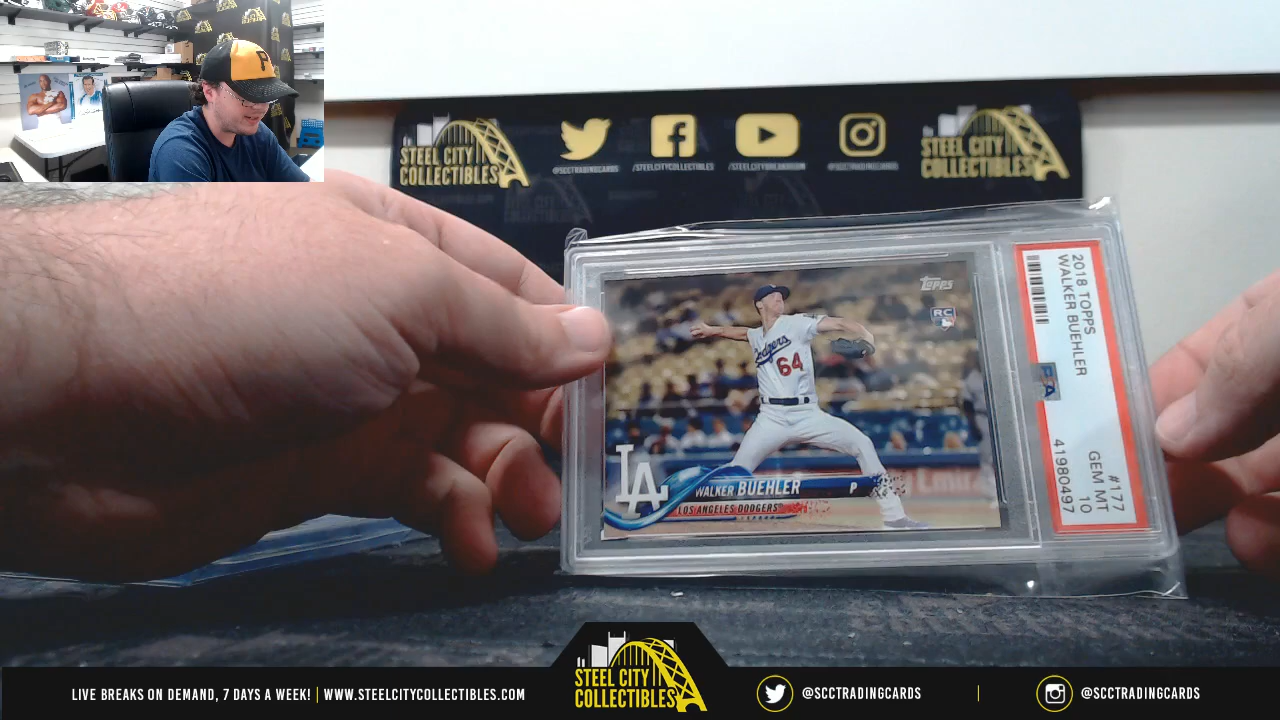 P
STEEL CITY
COLLECTIBLES
@SCCTRADINGCARDS
/STEELCITYCOLLECTIBLES
@SCCTRADINGCARDS
STEEL CITY
COLLECTIBLES
Topps
RC
Dodgers
64
LA
WALKER BUEHLER
P
LOS ANGELES DODGERS
2018 TOPPS
WALKER BUEHLER
PSA
#177
GEM MT
10
41980497
STEEL CITY
COLLECTIBLES
LIVE BREAKS ON DEMAND, 7 DAYS A WEEK! | WWW.STEELCITYCOLLECTIBLES.COM
@SCCTRADINGCARDS | @SCCTRADINGCARDS